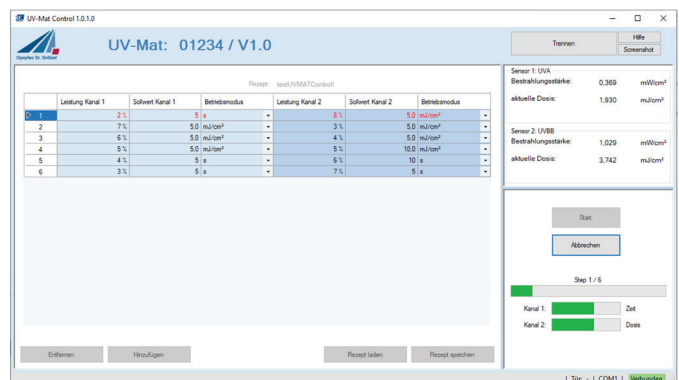 UV-Mat Control 1.0.1.0
Opsytec Dr. Gröbel
UV-Mat: 01234 / V1.0
Trennen
Hilfe
Screenshot
Rezept: testUVMATControl1
Leistung Kanal 1 Sollwert Kanal 1 Betriebsmodus Leistung Kanal 2 Sollwert Kanal 2 Betriebsmodus
1 2 % 5 s 8 % 5,0 mJ/cm²
2 7 % 5,0 mJ/cm² 3 % 5,0 mJ/cm²
3 6 % 5,0 mJ/cm² 4 % 5,0 mJ/cm²
4 5 % 5,0 mJ/cm² 5 % 10,0 mJ/cm²
5 4 % 5 s 6 % 10 s
6 3 % 5 s 7 % 5 s
Entfernen Hinzufügen Rezept laden Rezept speichern
Sensor 1: UVA
Bestrahlungsstärke: 0,369 mW/cm²
aktuelle Dosis: 1,930 mJ/cm²
Sensor 2: UVBB
Bestrahlungsstärke: 1,029 mW/cm²
aktuelle Dosis: 3,742 mJ/cm²
Start
Abbrechen
Step 1 / 6
Kanal 1: Zeit
Kanal 2: Dosis
| Tür: - | COM1 | Verbunden